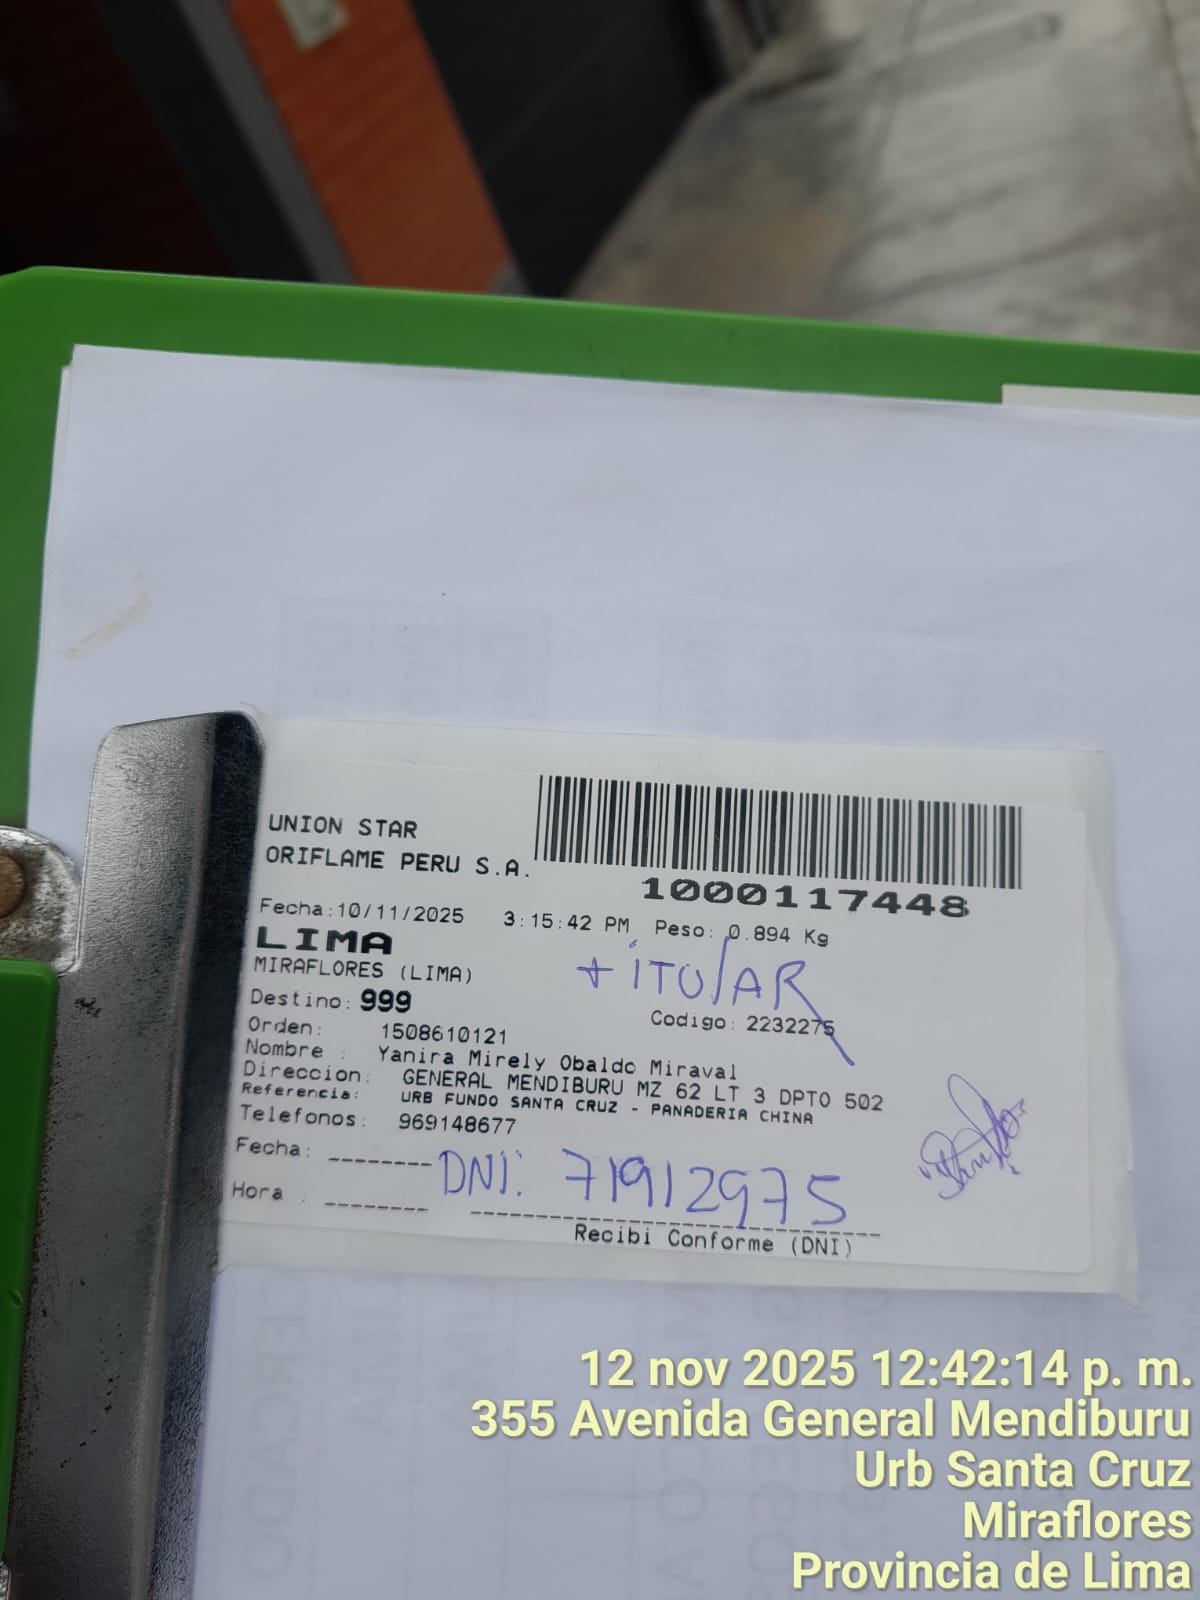 UNION STAR
ORIFLAME PERU S.A.
1000117448
Fecha:10/11/2025 3:15:42 PM Peso: 0.894 Kg
LIMA
MIRAFLORES (LIMA)
+ iTUlAR
Destino: 999
Codigo: 2232275
Orden: 1508610121
Nombre : Yanira Mirely Obaldo Miraval
Direccion: GENERAL MENDIBURU MZ 62 LT 3 DPTO 502
Referencia: URB FUNDO SANTA CRUZ - PANADERIA CHINA
Telefonos: 969148677
Fecha: --------- DNI: 71912975
Hora : ---------
Recibi Conforme (DNI)
12 nov 2025 12:42:14 p. m.
355 Avenida General Mendiburu
Urb Santa Cruz
Miraflores
Provincia de Lima